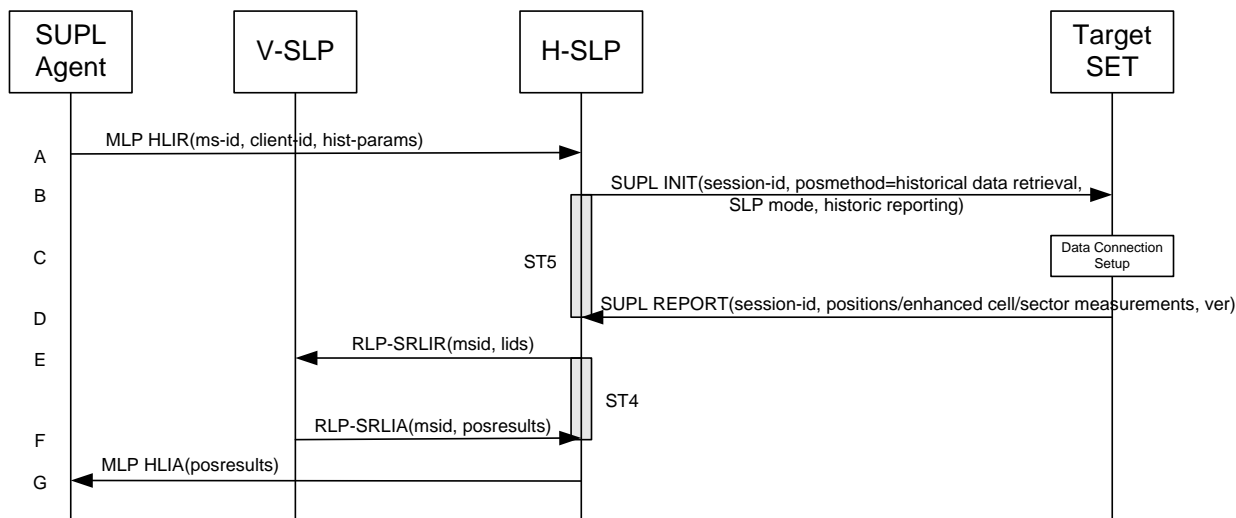 SUPL
Agent
V-SLP
H-SLP
Target
SET
MLP HLIR(ms-id, client-id, hist-params)
A
SUPL INIT(session-id, posmethod=historical data retrieval,
SLP mode, historic reporting)
B
Data Connection
Setup
C
ST5
SUPL REPORT(session-id, positions/enhanced cell/sector measurements, ver)
D
RLP-SRLIR(msid, lids)
E
ST4
RLP-SRLIA(msid, posresults)
F
MLP HLIA(posresults)
G